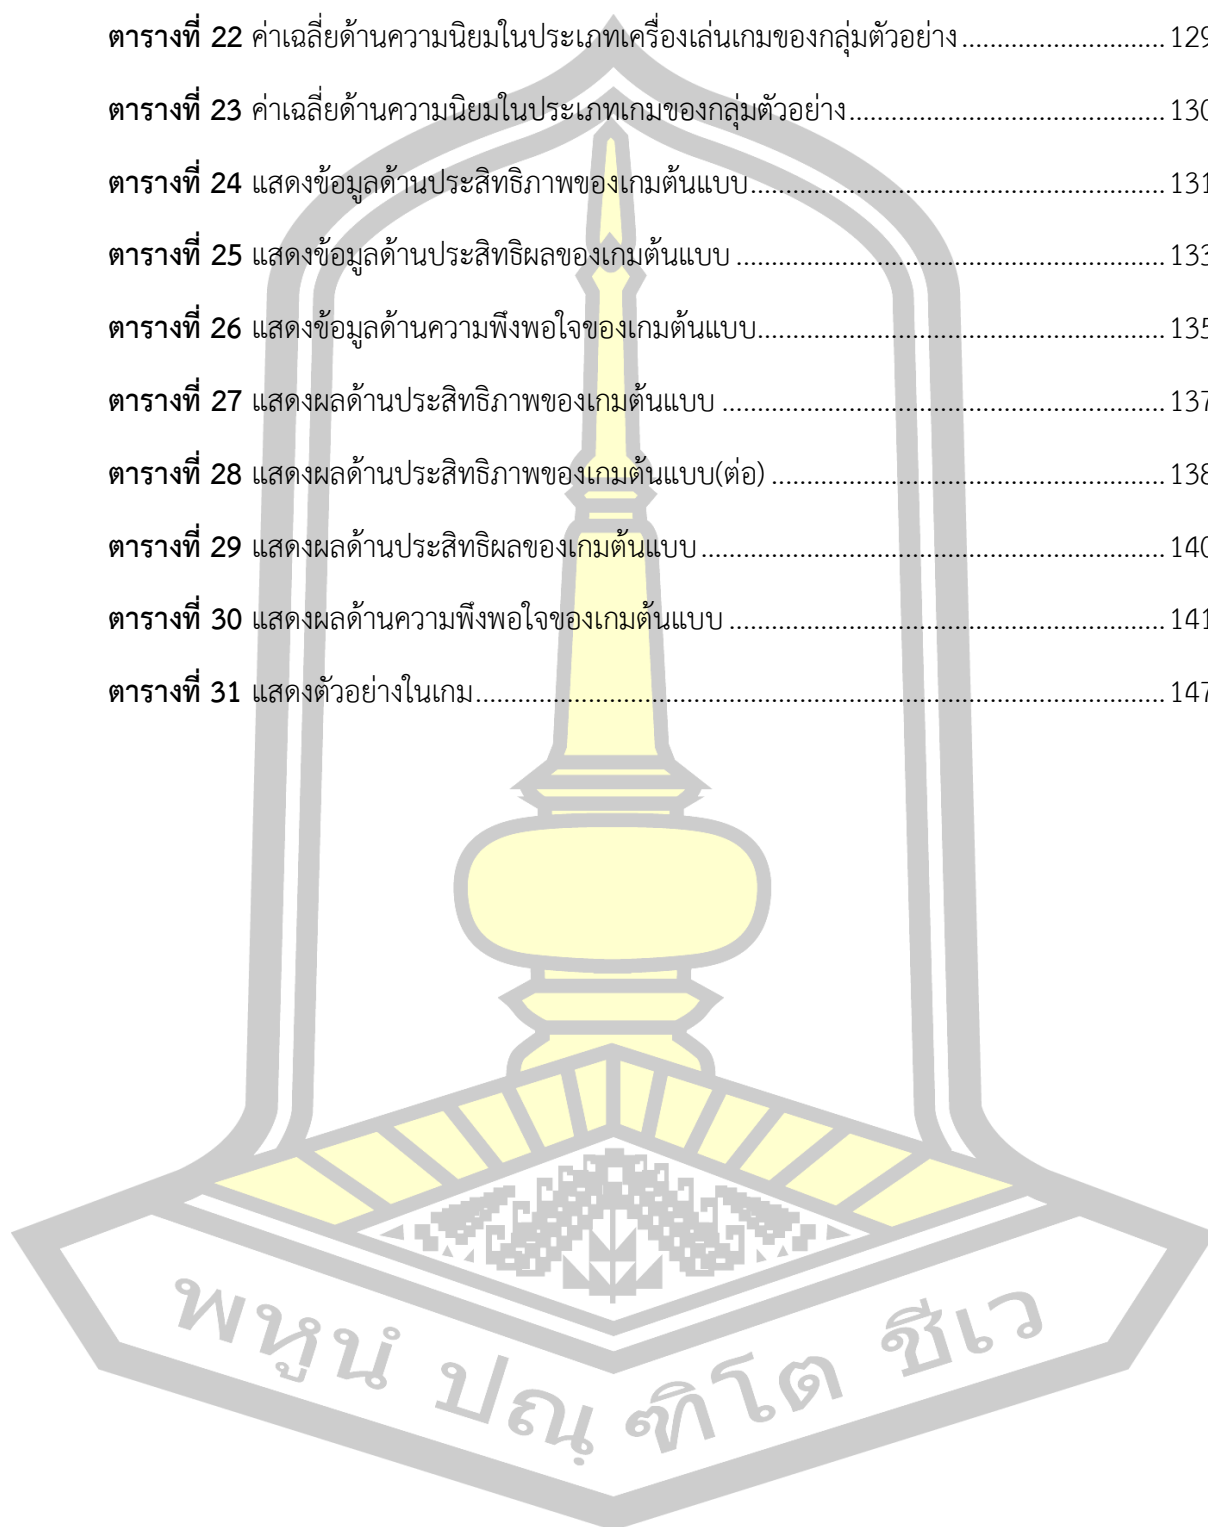 ตารางที่ 22 ค่าเฉลี่ยด้านความนิยมในประเภทเครื่องเล่นเกมของกลุ่มตัวอย่าง ......................... 129
ตารางที่ 23 ค่าเฉลี่ยด้านความนิยมในประเภทเกมของกลุ่มตัวอย่าง ....................................... 130
ตารางที่ 24 แสดงข้อมูลด้านประสิทธิภาพของเกมต้นแบบ .................................................... 131
ตารางที่ 25 แสดงข้อมูลด้านประสิทธิผลของเกมต้นแบบ ...................................................... 133
ตารางที่ 26 แสดงข้อมูลด้านความพึงพอใจของเกมต้นแบบ ................................................... 135
ตารางที่ 27 แสดงผลด้านประสิทธิภาพของเกมต้นแบบ ........................................................ 137
ตารางที่ 28 แสดงผลด้านประสิทธิภาพของเกมต้นแบบ(ต่อ) ................................................. 138
ตารางที่ 29 แสดงผลด้านประสิทธิผลของเกมต้นแบบ .......................................................... 140
ตารางที่ 30 แสดงผลด้านความพึงพอใจของเกมต้นแบบ ....................................................... 141
ตารางที่ 31 แสดงตัวอย่างในเกม ...................................................................................... 147
พหูนํ ปณฺฑิโต ชีเว